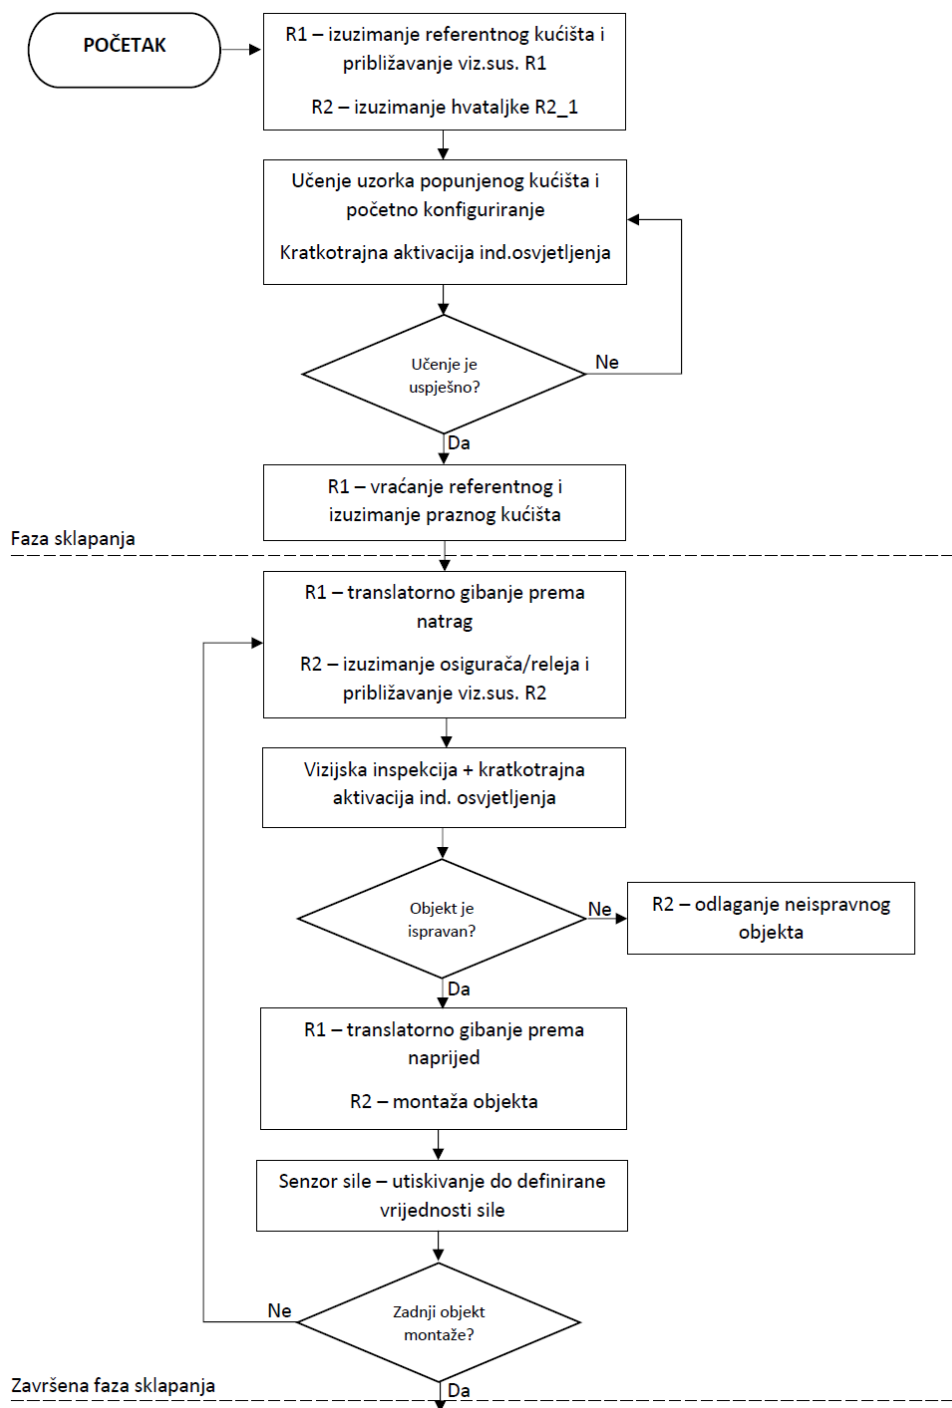 POČETAK
R1 – izuzimanje referentnog kućišta i
približavanje viz.sus. R1
R2 – izuzimanje hvataljke R2_1
Učenje uzorka popunjenog kućišta i
početno konfiguriranje
Kratkotrajna aktivacija ind.osvjetljenja
Učenje je
uspješno?
Ne
Da
R1 – vraćanje referentnog i
izuzimanje praznog kućišta
Faza sklapanja
R1 – translatorno gibanje prema
natrag
R2 – izuzimanje osigurača/releja i
približavanje viz.sus. R2
Vizijska inspekcija + kratkotrajna
aktivacija ind. osvjetljenja
Objekt je
ispravan?
Ne
R2 – odlaganje neispravnog
objekta
Da
R1 – translatorno gibanje prema
naprijed
R2 – montaža objekta
Senzor sile – utiskivanje do definirane
vrijednosti sile
Zadnji objekt
montaže?
Ne
Da
Završena faza sklapanja